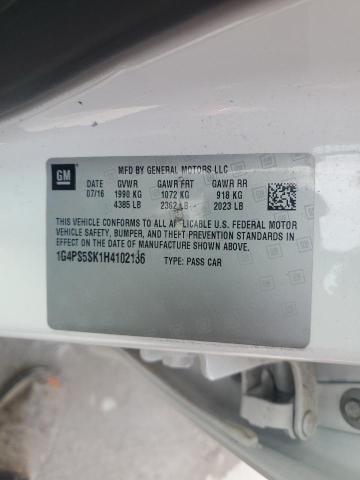 GM
MFD BY GENERAL MOTORS LLC
DATE GVWR GAWR FRT GAWR RR
07/16 1990 KG 1072 KG 918 KG
4385 LB 2362 LB 2023 LB
THIS VEHICLE CONFORMS TO ALL APPLICABLE U.S. FEDERAL MOTOR
VEHICLE SAFETY, BUMPER, AND THEFT PREVENTION STANDARDS IN
EFFECT ON THE DATE OF MANUFACTURE SHOWN ABOVE.
1G4PS5SK1H4102136 TYPE: PASS CAR